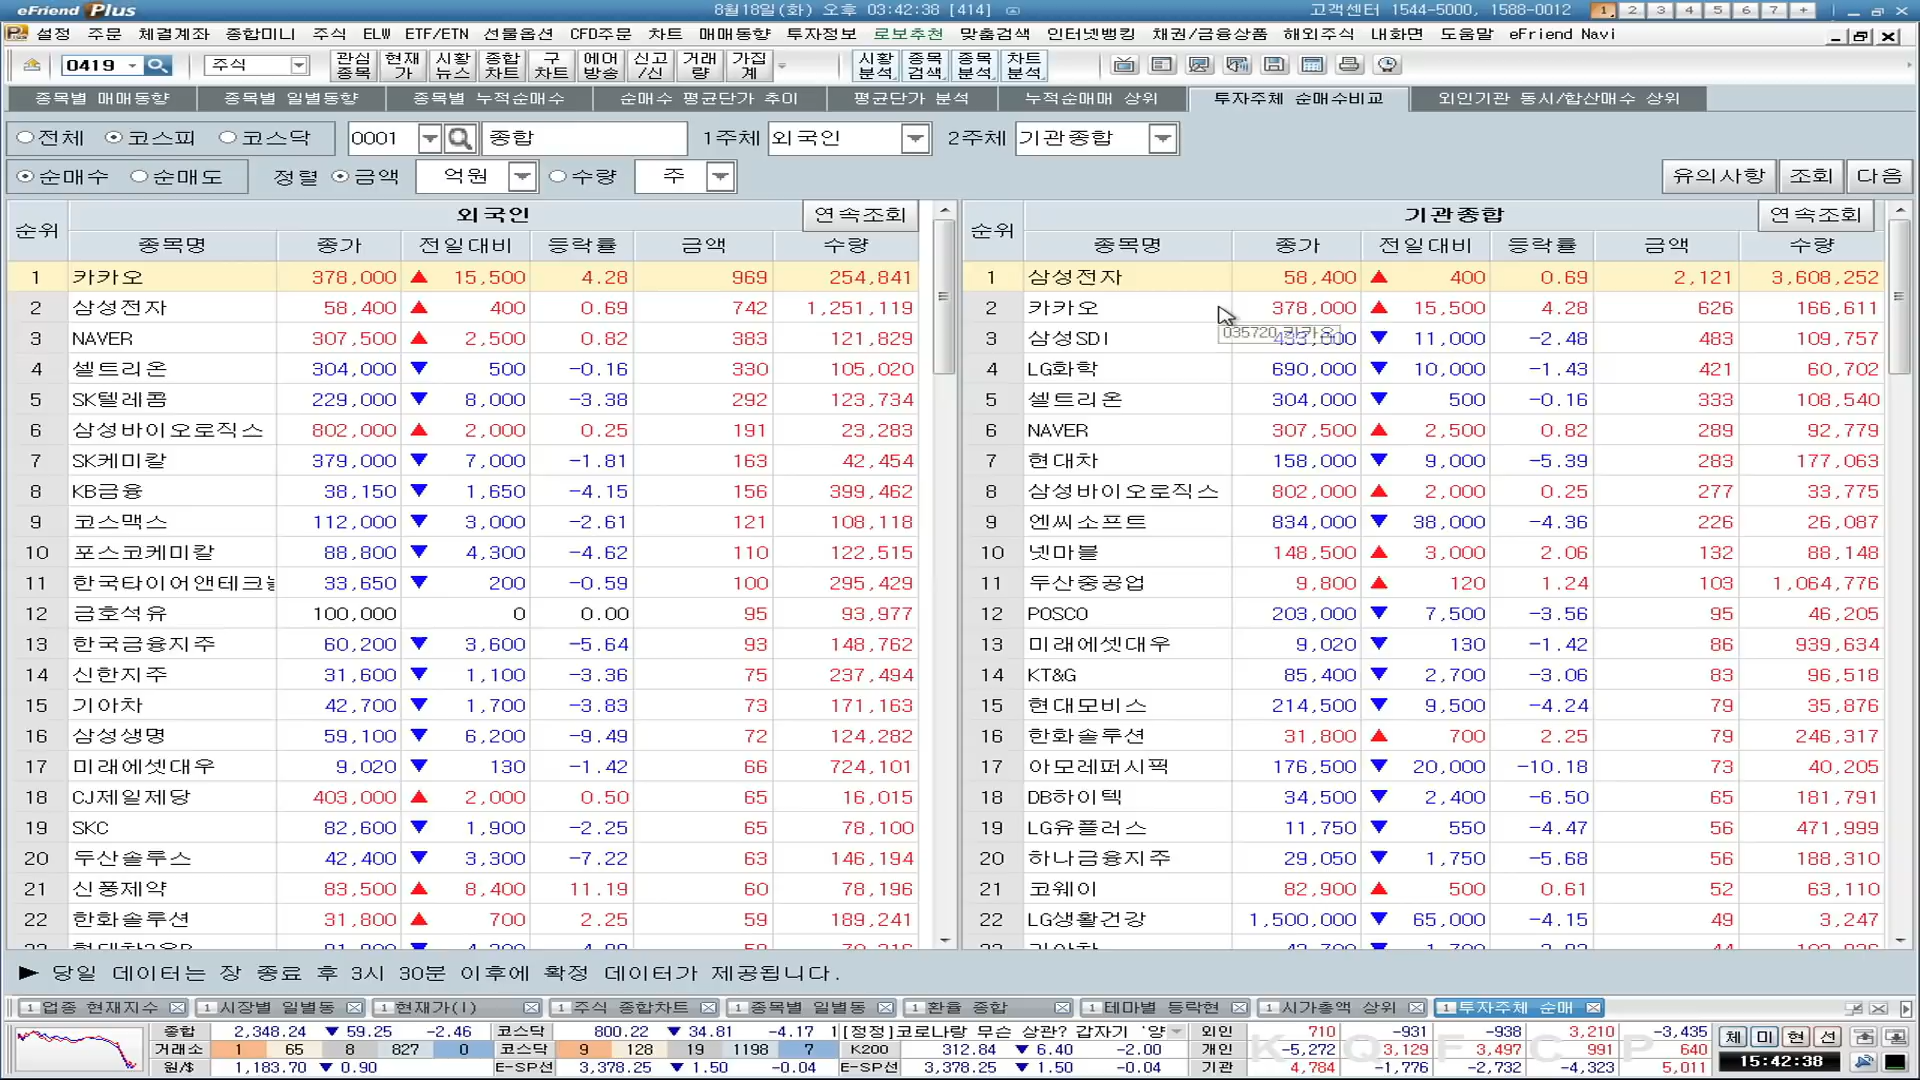 eFriend Plus 8월18일(화) 오후 03:42:38 [414] 고객센터 1544-5000, 1588-0012 1 2 3 4 5 6 7 +
설정 주문 체결계좌 종합미니 주식 ELW ETF/ETN 선물옵션 CFD주문 차트 매매동향 투자정보 로보추천 맞춤검색 인터넷뱅킹 채권/금융상품 해외주식 내화면 도움말 eFriend Navi
0419 주식 관심종목 현재가 시황뉴스 종합차트 구차트 에어방송 신고/신 거래량 가집계 시황분석 종목검색 종목분석 차트분석
종목별 매매동향 종목별 일별동향 종목별 누적순매수 순매수 평균단가 추이 평균단가 분석 누적순매매 상위 투자주체 순매수비교 외인기관 동시/합산매수 상위
전체 코스피 코스닥 0001 종합 1주체 외국인 2주체 기관종합
순매수 순매도 정렬 금액 억원 수량 주 유의사항 조회 다음
순위 외국인 연속조회
종목명 종가 전일대비 등락률 금액 수량
1 카카오 378,000 ▲ 15,500 4.28 969 254,841
2 삼성전자 58,400 ▲ 400 0.69 742 1,251,119
3 NAVER 307,500 ▲ 2,500 0.82 383 121,829
4 셀트리온 304,000 ▼ 500 -0.16 330 105,020
5 SK텔레콤 229,000 ▼ 8,000 -3.38 292 123,734
6 삼성바이오로직스 802,000 ▲ 2,000 0.25 191 23,283
7 SK케미칼 379,000 ▼ 7,000 -1.81 163 42,454
8 KB금융 38,150 ▼ 1,650 -4.15 156 399,462
9 코스맥스 112,000 ▼ 3,000 -2.61 121 108,118
10 포스코케미칼 88,800 ▼ 4,300 -4.62 110 122,515
11 한국타이어앤테크 33,650 ▼ 200 -0.59 100 295,429
12 금호석유 100,000 0 0.00 95 93,977
13 한국금융지주 60,200 ▼ 3,600 -5.64 93 148,762
14 신한지주 31,600 ▼ 1,100 -3.36 75 237,494
15 기아차 42,700 ▼ 1,700 -3.83 73 171,163
16 삼성생명 59,100 ▼ 6,200 -9.49 72 124,282
17 미래에셋대우 9,020 ▼ 130 -1.42 66 724,101
18 CJ제일제당 403,000 ▲ 2,000 0.50 65 16,015
19 SKC 82,600 ▼ 1,900 -2.25 65 78,100
20 두산솔루스 42,400 ▼ 3,300 -7.22 63 146,194
21 신풍제약 83,500 ▲ 8,400 11.19 60 78,196
22 한화솔루션 31,800 ▲ 700 2.25 59 189,241
순위 기관종합 연속조회
종목명 종가 전일대비 등락률 금액 수량
1 삼성전자 58,400 ▲ 400 0.69 2,121 3,608,252
2 카카오 378,000 ▲ 15,500 4.28 626 166,611
035720 카카오
3 삼성SDI ▼ 11,000 -2.48 483 109,757
4 LG화학 690,000 ▼ 10,000 -1.43 421 60,702
5 셀트리온 304,000 ▼ 500 -0.16 333 108,540
6 NAVER 307,500 ▲ 2,500 0.82 289 92,779
7 현대차 158,000 ▼ 9,000 -5.39 283 177,063
8 삼성바이오로직스 802,000 ▲ 2,000 0.25 277 33,775
9 엔씨소프트 834,000 ▼ 38,000 -4.36 226 26,087
10 넷마블 148,500 ▲ 3,000 2.06 132 88,148
11 두산중공업 9,800 ▲ 120 1.24 103 1,064,776
12 POSCO 203,000 ▼ 7,500 -3.56 95 46,205
13 미래에셋대우 9,020 ▼ 130 -1.42 86 939,634
14 KT&G 85,400 ▼ 2,700 -3.06 83 96,518
15 현대모비스 214,500 ▼ 9,500 -4.24 79 35,876
16 한화솔루션 31,800 ▲ 700 2.25 79 246,317
17 아모레퍼시픽 176,500 ▼ 20,000 -10.18 73 40,205
18 DB하이텍 34,500 ▼ 2,400 -6.50 65 181,791
19 LG유플러스 11,750 ▼ 550 -4.47 56 471,999
20 하나금융지주 29,050 ▼ 1,750 -5.68 56 188,310
21 코웨이 82,900 ▲ 500 0.61 52 63,110
22 LG생활건강 1,500,000 ▼ 65,000 -4.15 49 3,247
▶ 당일 데이터는 장 종료 후 3시 30분 이후에 확정 데이터가 제공됩니다.
1 업종 현재지수 1 시장별 일별동 1 현재가(1) 1 주식 종합차트 1 종목별 일별동 1 환율 종합 1 테마별 등락현 1 시가총액 상위 1 투자주체 순매
종합 2,348.24 ▼ 59.25 -2.46 코스닥 800.22 ▼ 34.81 -4.17 1 [정정]코로나랑 무슨 상관? 갑자기 '양 외인 710 -931 -938 3,210 -3,435 체 미 현 선
거래소 1 65 8 827 0 코스닥 9 128 19 1198 7 K200 312.84 ▼ 6.40 -2.00 개인 -5,272 3,129 3,497 991 640
원/$ 1,183.70 ▼ 0.90 E-SP선 3,378.25 ▼ 1.50 -0.04 E-SP선 3,378.25 ▼ 1.50 -0.04 기관 4,784 -1,776 -2,732 -4,323 5,011 15:42:38
K Q F C P